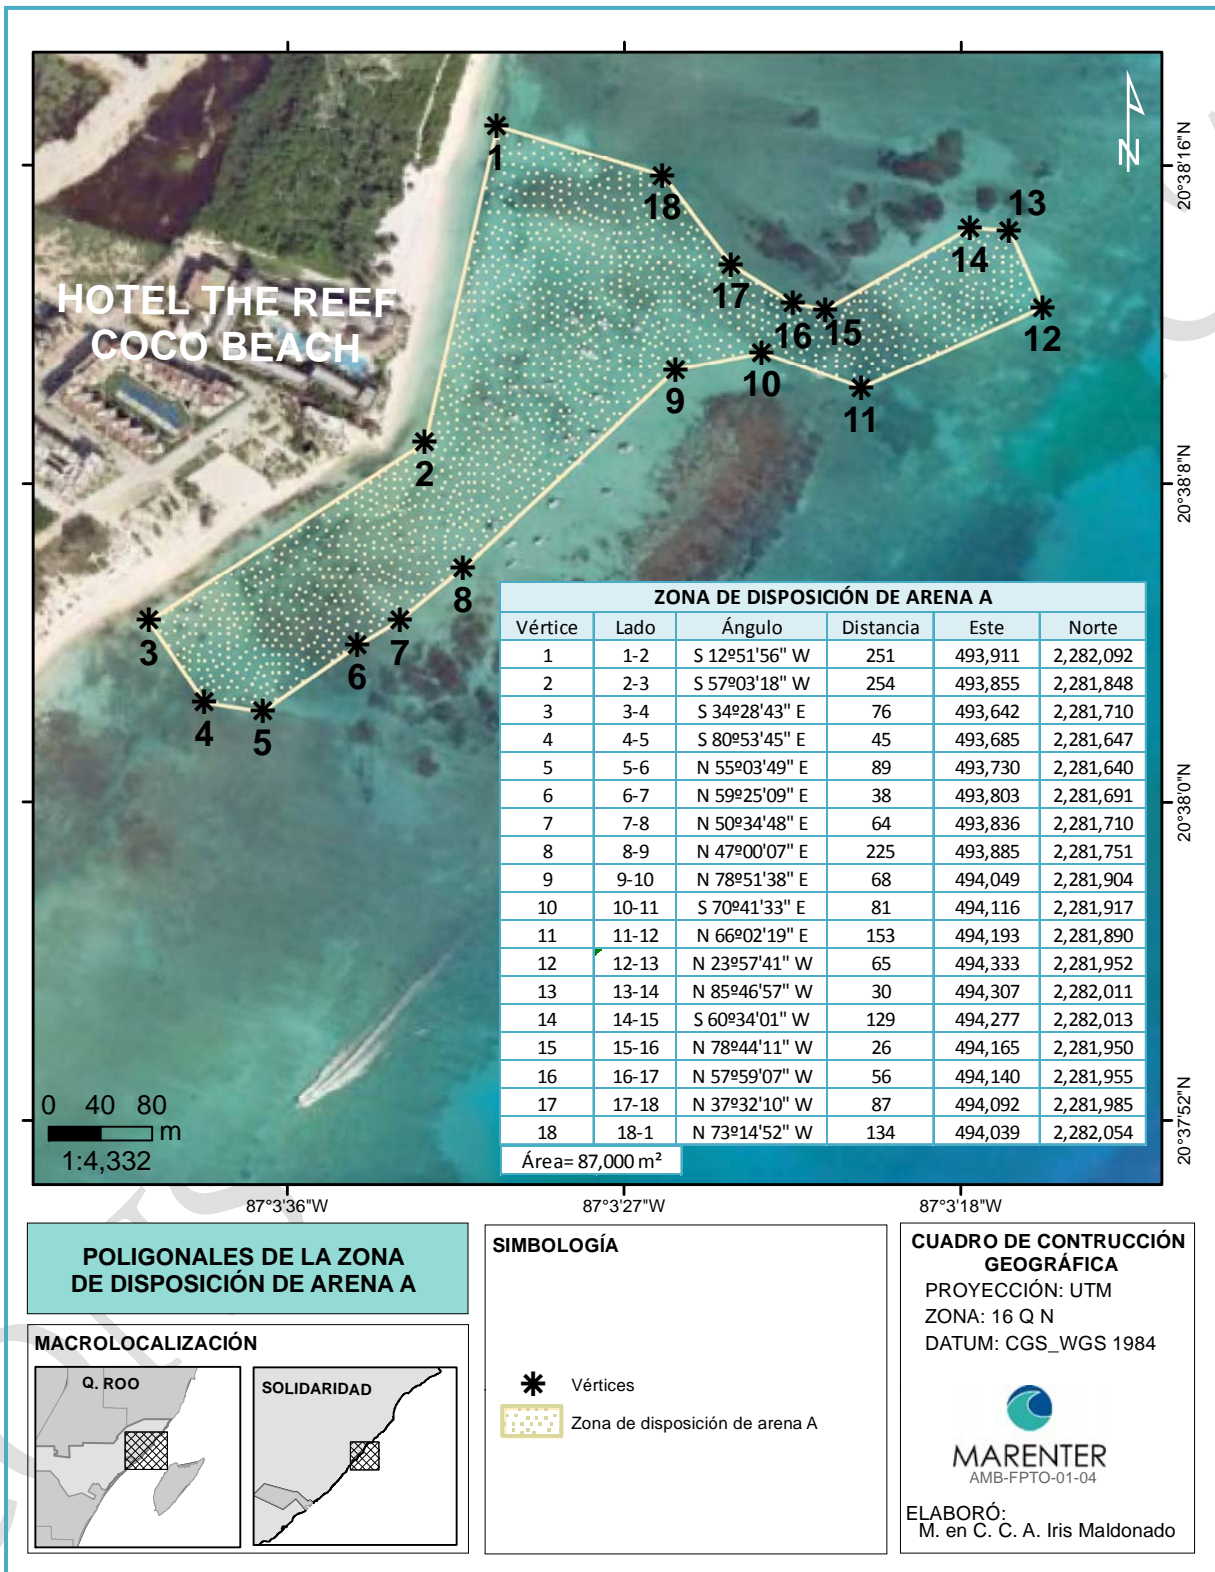 1
18
13
14
17
16
15
12
10
9
11
2
8
3
7
6
4
5
HOTEL THE REEF
COCO BEACH
N
20°38'16"N
20°38'8"N
20°38'0"N
20°37'52"N
ZONA DE DISPOSICIÓN DE ARENA A
Vértice Lado Ángulo Distancia Este Norte
1 1-2 S 12º51'56" W 251 493,911 2,282,092
2 2-3 S 57º03'18" W 254 493,855 2,281,848
3 3-4 S 34º28'43" E 76 493,642 2,281,710
4 4-5 S 80º53'45" E 45 493,685 2,281,647
5 5-6 N 55º03'49" E 89 493,730 2,281,640
6 6-7 N 59º25'09" E 38 493,803 2,281,691
7 7-8 N 50º34'48" E 64 493,836 2,281,710
8 8-9 N 47º00'07" E 225 493,885 2,281,751
9 9-10 N 78º51'38" E 68 494,049 2,281,904
10 10-11 S 70º41'33" E 81 494,116 2,281,917
11 11-12 N 66º02'19" E 153 494,193 2,281,890
12 12-13 N 23º57'41" W 65 494,333 2,281,952
13 13-14 N 85º46'57" W 30 494,307 2,282,011
14 14-15 S 60º34'01" W 129 494,277 2,282,013
15 15-16 N 78º44'11" W 26 494,165 2,281,950
16 16-17 N 57º59'07" W 56 494,140 2,281,955
17 17-18 N 37º32'10" W 87 494,092 2,281,985
18 18-1 N 73º14'52" W 134 494,039 2,282,054
Área= 87,000 m²
0 40 80
m
1:4,332
87°3'36"W 87°3'27"W 87°3'18"W
POLIGONALES DE LA ZONA
DE DISPOSICIÓN DE ARENA A
MACROLOCALIZACIÓN
Q. ROO
SOLIDARIDAD
SIMBOLOGÍA
Vértices
Zona de disposición de arena A
CUADRO DE CONTRUCCIÓN
GEOGRÁFICA
PROYECCIÓN: UTM
ZONA: 16 Q N
DATUM: CGS_WGS 1984
MARENTER
AMB-FPTO-01-04
ELABORÓ:
M. en C. C. A. Iris Maldonado